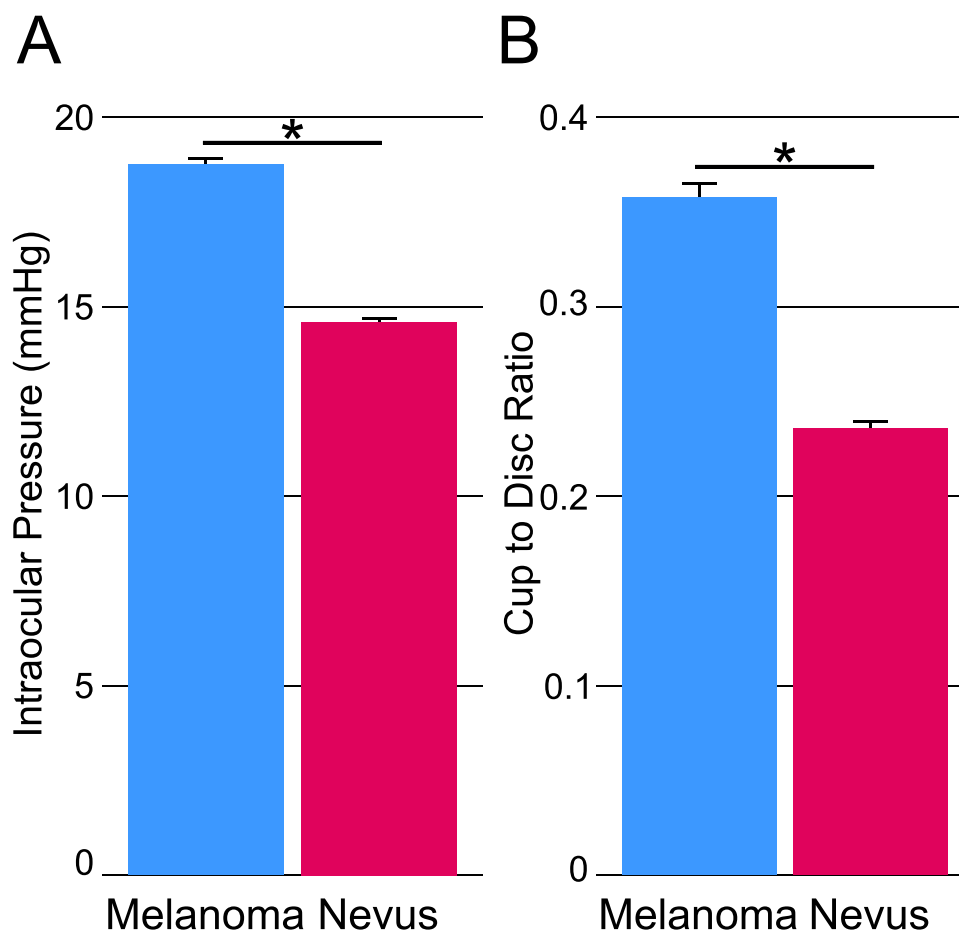 A
Intraocular Pressure (mmHg)
20
15
10
5
0
*
Melanoma Nevus
B
Cup to Disc Ratio
0.4
0.3
0.2
0.1
0
*
Melanoma Nevus